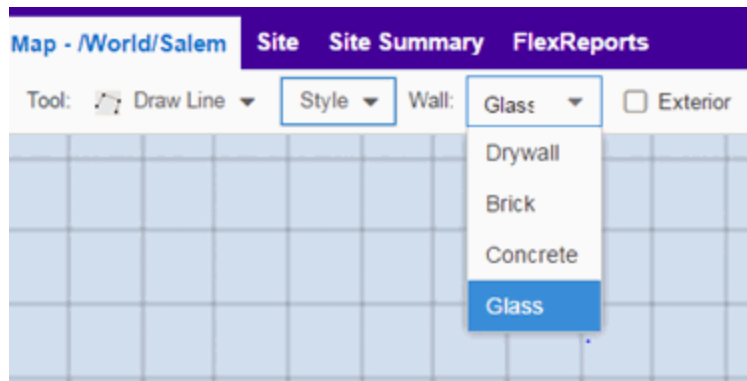 Map - /World/Salem Site Site Summary FlexReports
Tool: Draw Line Style Wall: Glass Exterior
Drywall
Brick
Concrete
Glass